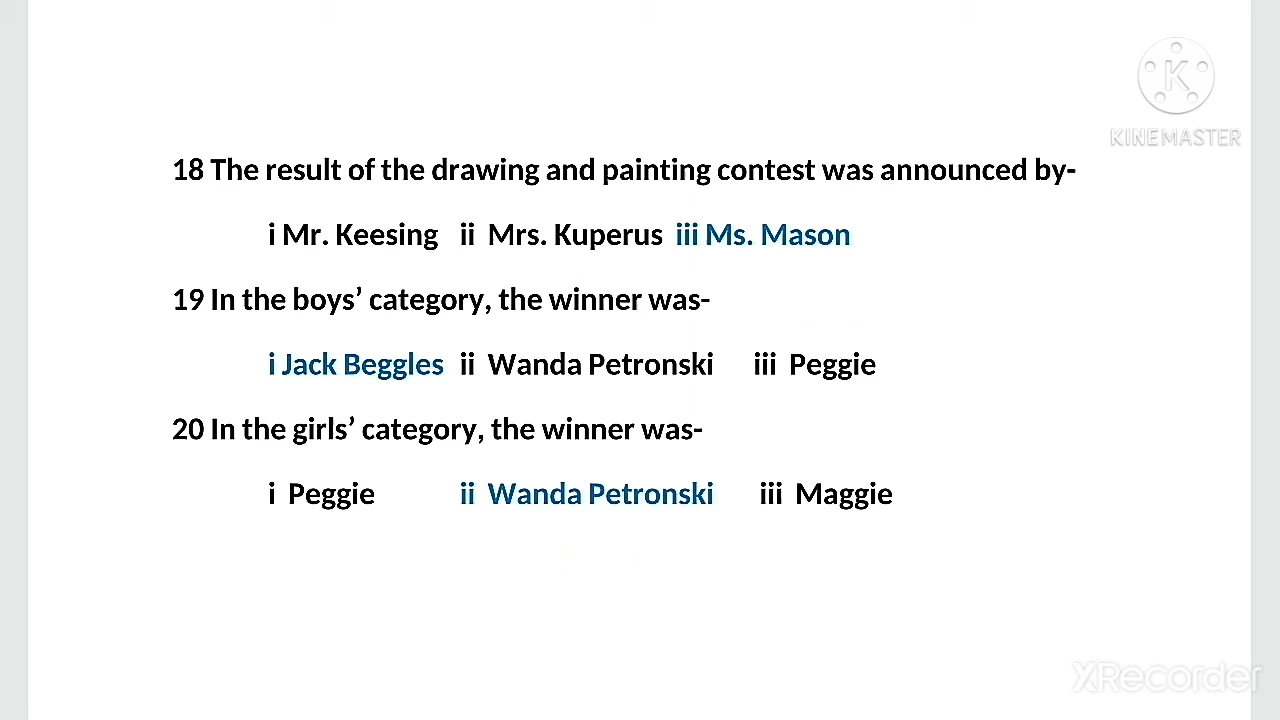 KINEMASTER
18 The result of the drawing and painting contest was announced by-
i Mr. Keesing ii Mrs. Kuperus iii Ms. Mason
19 In the boys’ category, the winner was-
i Jack Beggles ii Wanda Petronski iii Peggie
20 In the girls’ category, the winner was-
i Peggie ii Wanda Petronski iii Maggie
XRecorder